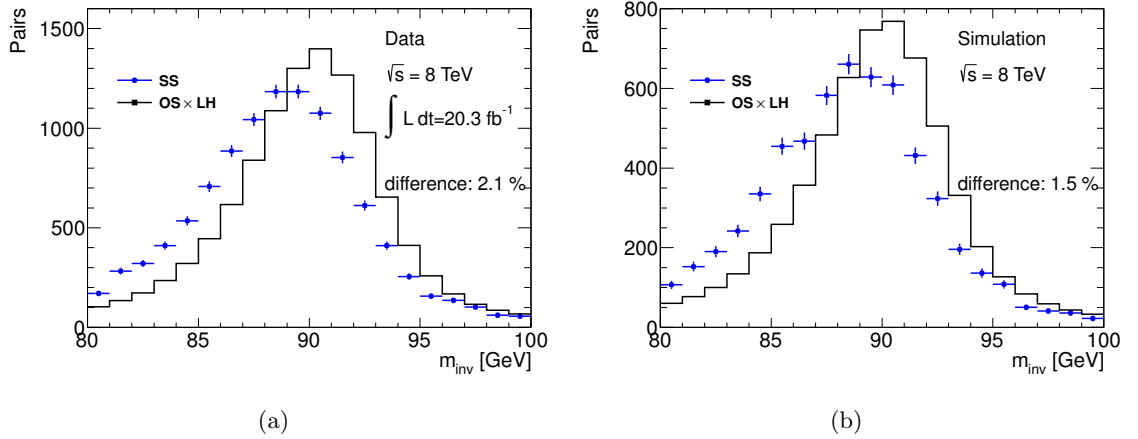 Pairs
1500
1000
500
0
80
85
90
95
100
m_inv [GeV]
SS
OS × LH
Data
√s = 8 TeV
∫ L dt=20.3 fb⁻¹
difference: 2.1 %
(a)
Pairs
800
600
400
200
0
80
85
90
95
100
m_inv [GeV]
SS
OS × LH
Simulation
√s = 8 TeV
difference: 1.5 %
(b)